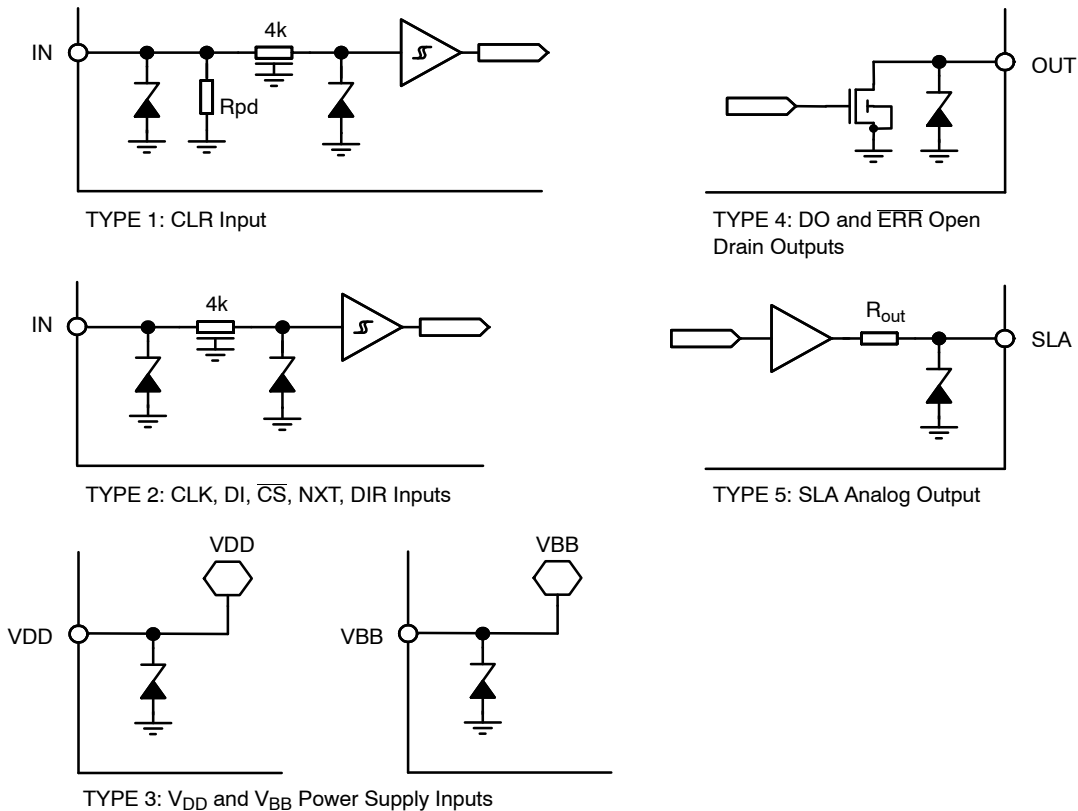 IN
4k
Rpd
TYPE 1: CLR Input
OUT
TYPE 4: DO and E̅R̅R̅ Open
Drain Outputs
IN
4k
TYPE 2: CLK, DI, C̅S̅, NXT, DIR Inputs
Rout
SLA
TYPE 5: SLA Analog Output
VDD
VDD
VBB
VBB
TYPE 3: VDD and VBB Power Supply Inputs